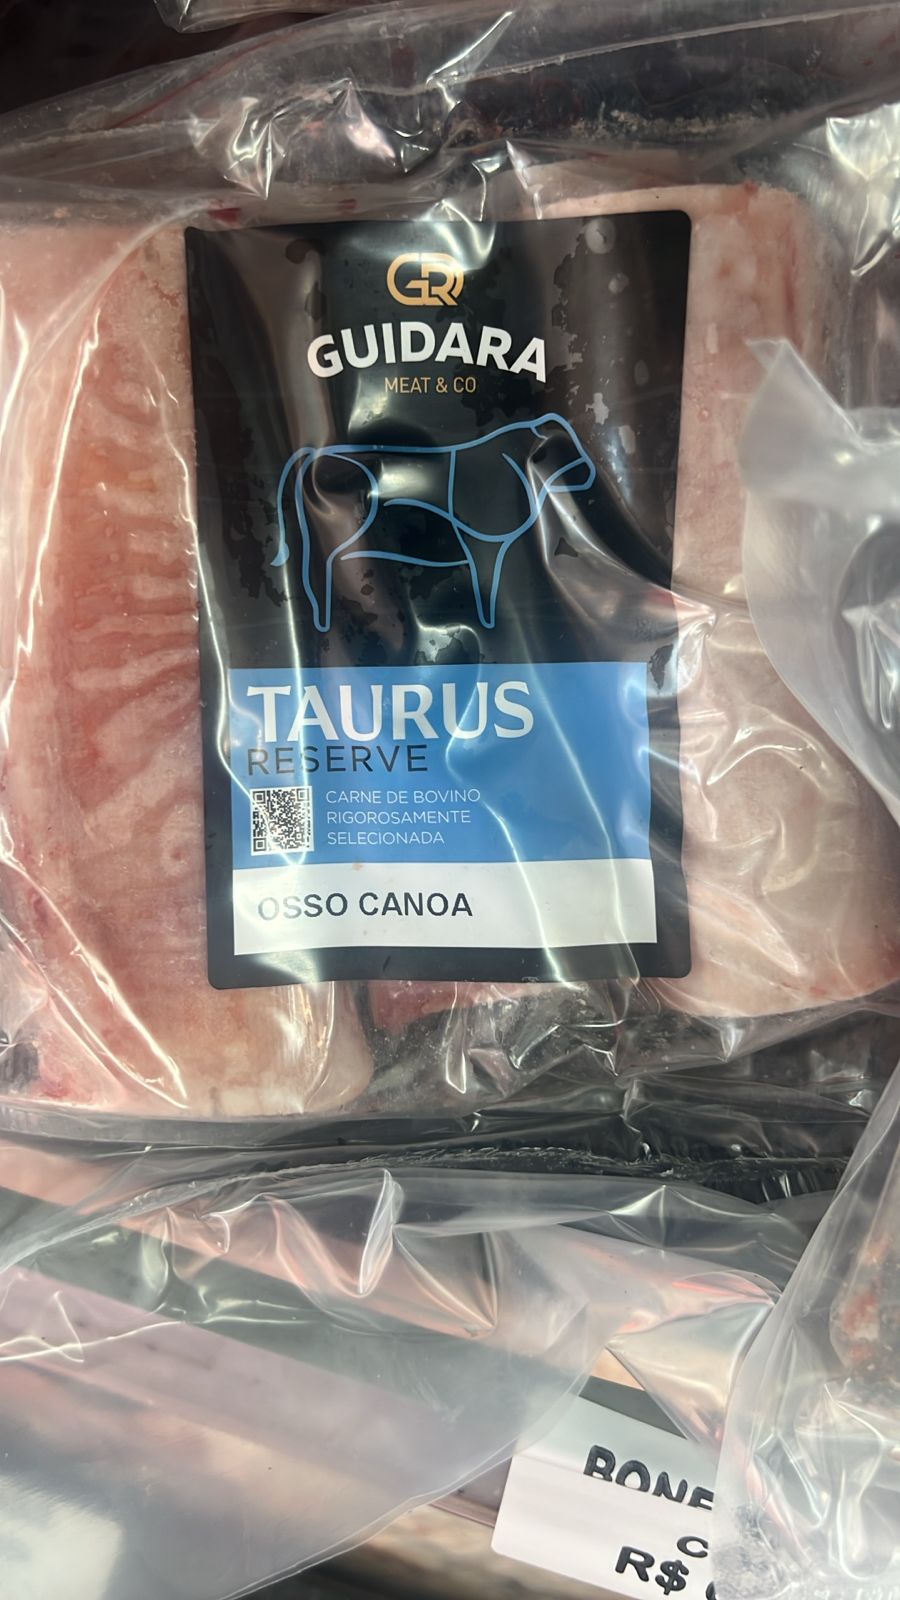 GR
GUIDARA
MEAT & CO
TAURUS
RESERVE
CARNE DE BOVINO
RIGOROSAMENTE
SELECIONADA
OSSO CANOA
R$